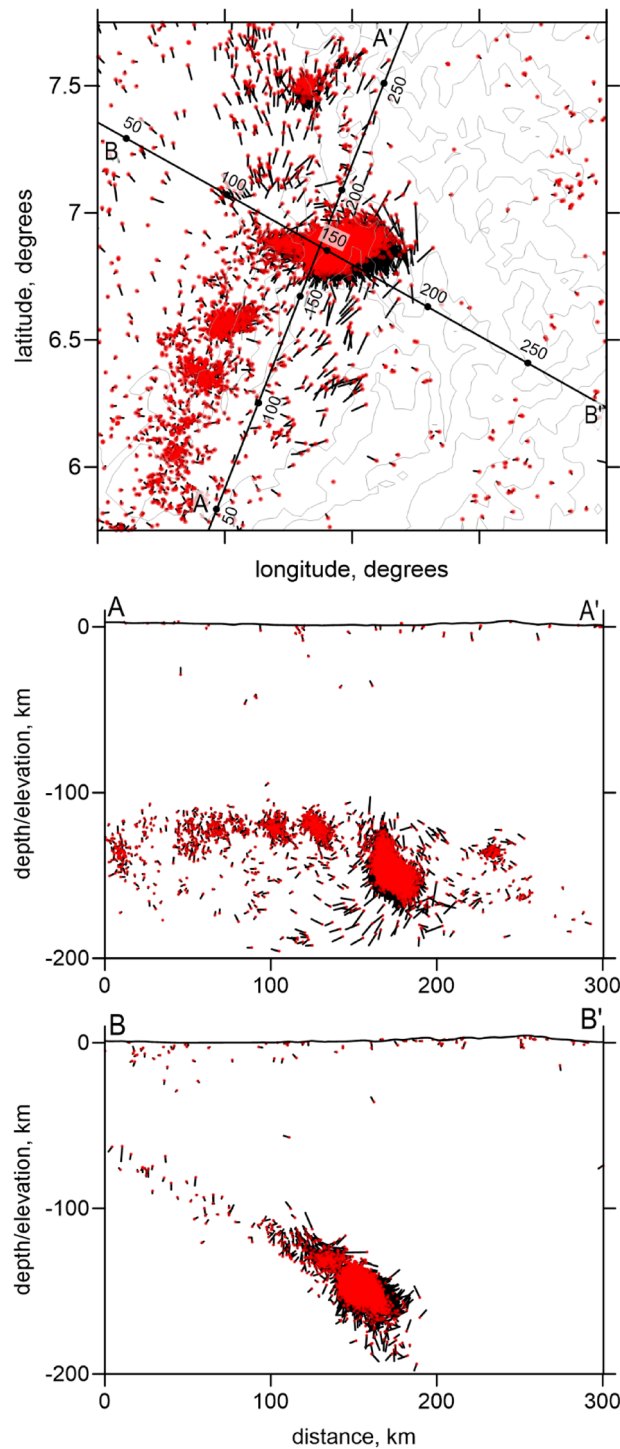 A'
7.5
250
50
B
100
200
7
150
150
200
latitude, degrees
6.5
250
100
B'
6
A
50
longitude, degrees
A A'
0
depth/elevation, km
-100
-200
0 100 200 300
B B'
0
depth/elevation, km
-100
-200
0 100 200 300
distance, km